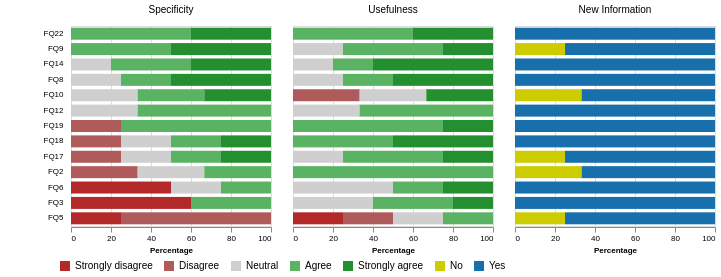 Specificity Usefulness New Information
FQ22
FQ9
FQ14
FQ8
FQ10
FQ12
FQ19
FQ18
FQ17
FQ2
FQ6
FQ3
FQ5
0 20 40 60 80 100 0 20 40 60 80 100 0 20 40 60 80 100
Percentage Percentage Percentage
Strongly disagree Disagree Neutral Agree Strongly agree No Yes